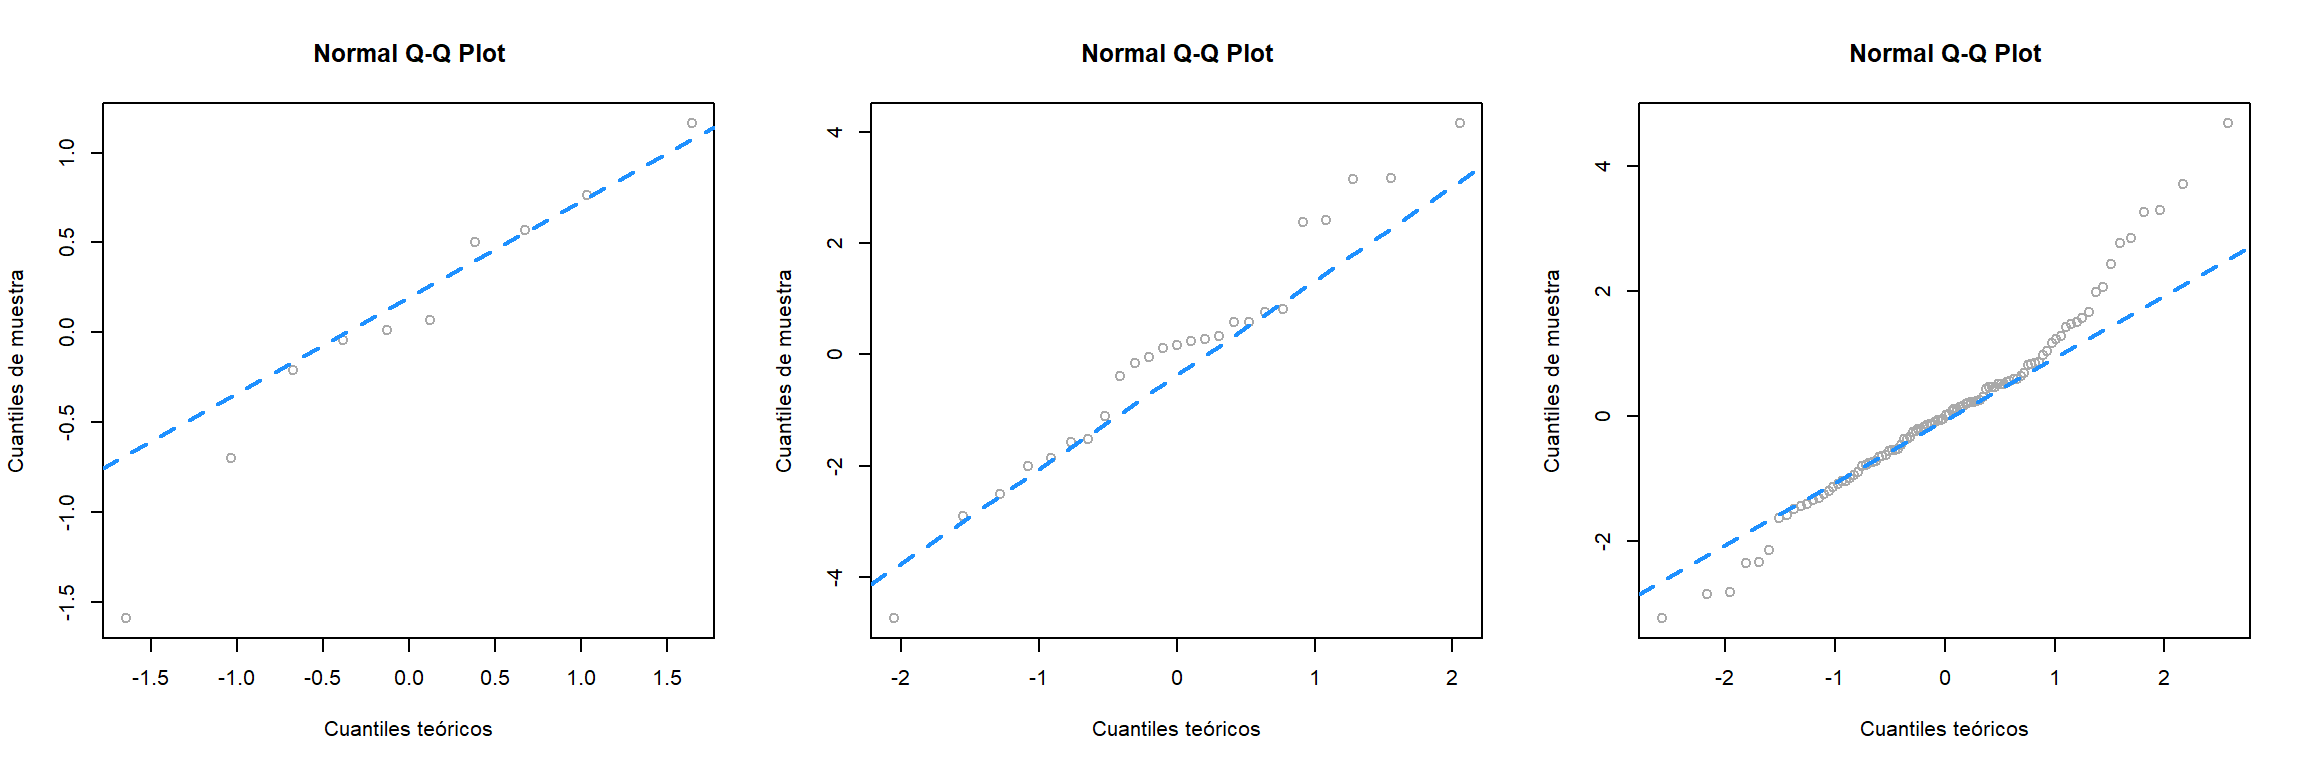 Normal Q-Q Plot
Cuantiles de muestra
1.0
0.5
0.0
-0.5
-1.0
-1.5
-1.5 -1.0 -0.5 0.0 0.5 1.0 1.5
Cuantiles teóricos
Normal Q-Q Plot
Cuantiles de muestra
4
2
0
-2
-4
-2 -1 0 1 2
Cuantiles teóricos
Normal Q-Q Plot
Cuantiles de muestra
4
2
0
-2
-2 -1 0 1 2
Cuantiles teóricos